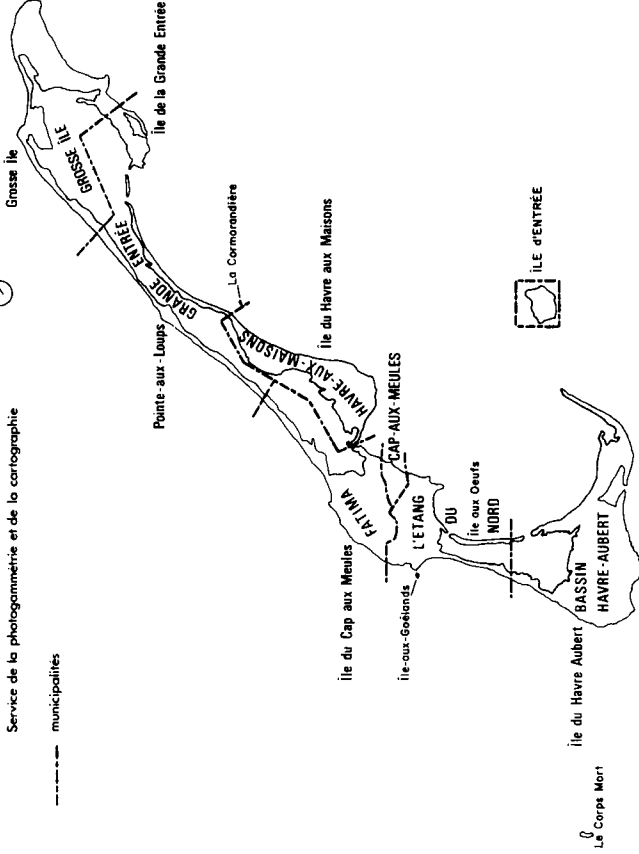 Service de la photogammétrie et de la cartographie
municipalités
Grosse Île
GROSSE ÎLE
Île de la Grande Entrée
GRANDE ENTRÉE
Pointe-aux-Loups
La Cormorandière
HAVRE-AUX-MAISONS
Île du Havre aux Maisons
CAP-AUX-MEULES
FATIMA
Île du Cap aux Meules
L'ETANG
DU
NORD
Île aux Oeufs
Île-aux-Goélands
ÎLE D'ENTRÉE
Île du Havre Aubert
BASSIN
HAVRE-AUBERT
Le Corps Mort